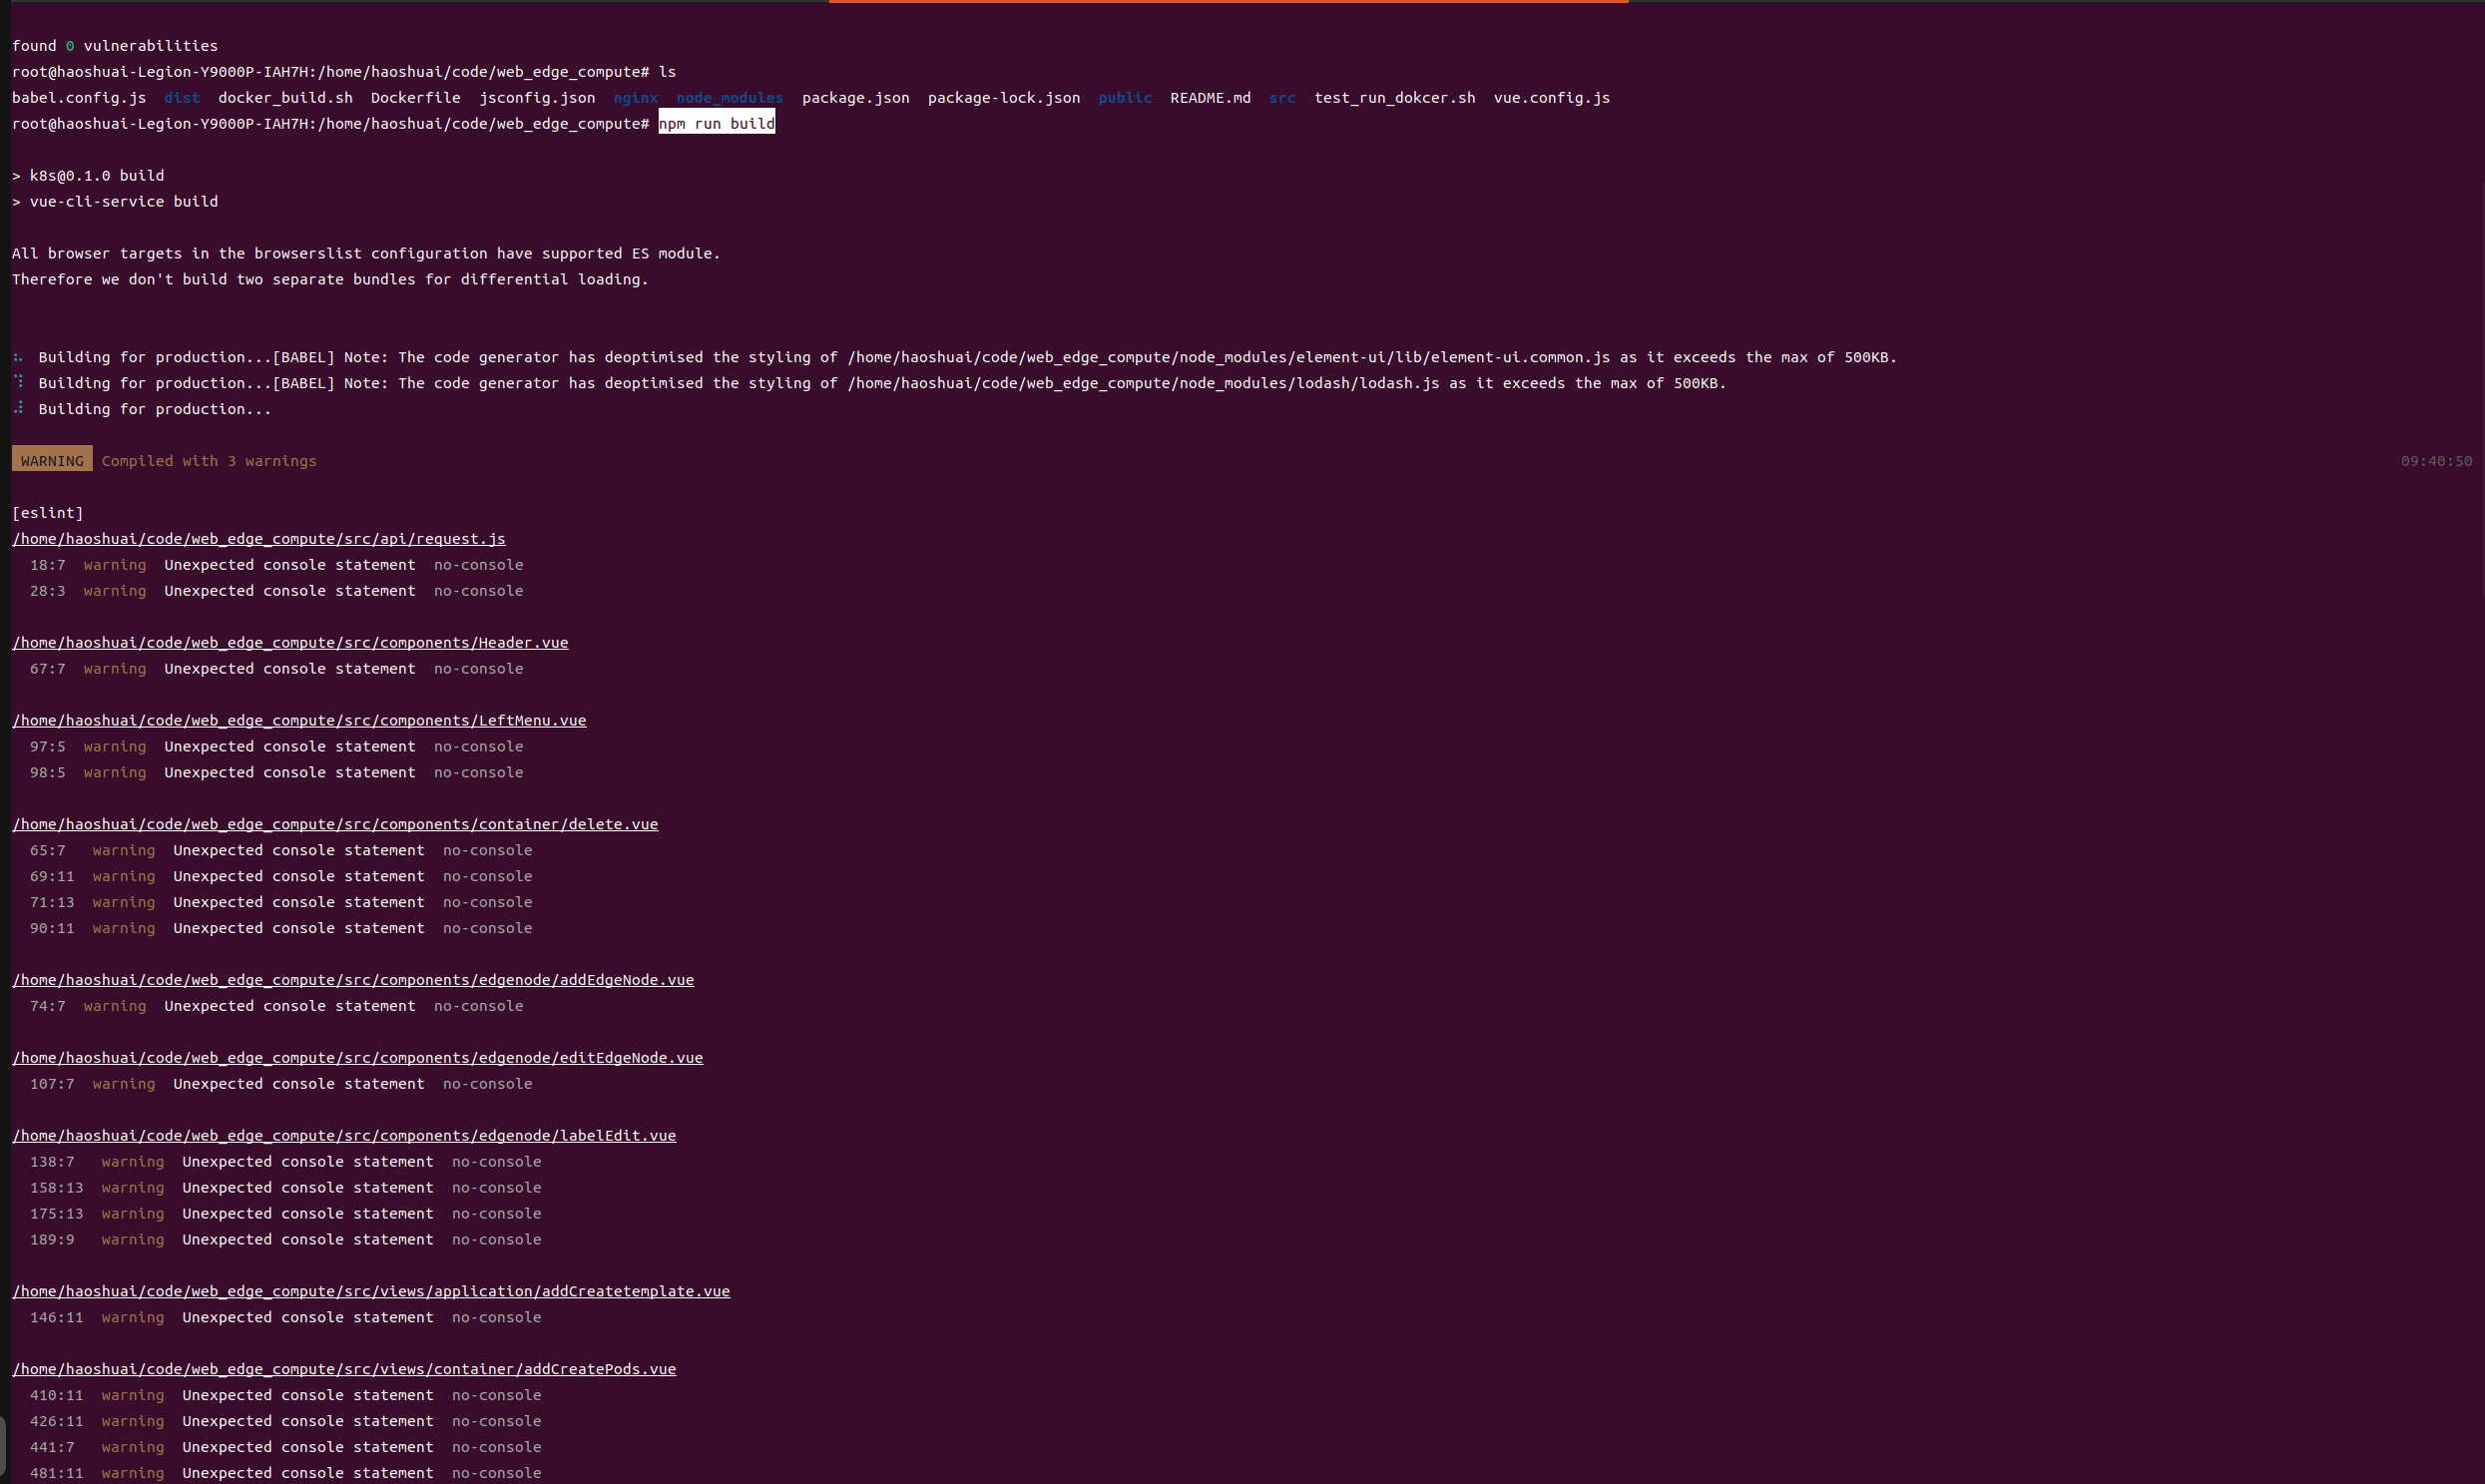 found 0 vulnerabilities
root@haoshuai-Legion-Y9000P-IAH7H:/home/haoshuai/code/web_edge_compute# ls
babel.config.js  dist  docker_build.sh  Dockerfile  jsconfig.json  nginx  node_modules  package.json  package-lock.json  public  README.md  src  test_run_dokcer.sh  vue.config.js
root@haoshuai-Legion-Y9000P-IAH7H:/home/haoshuai/code/web_edge_compute# npm run build
> k8s@0.1.0 build
> vue-cli-service build
All browser targets in the browserslist configuration have supported ES module.
Therefore we don't build two separate bundles for differential loading.
⠦  Building for production...[BABEL] Note: The code generator has deoptimised the styling of /home/haoshuai/code/web_edge_compute/node_modules/element-ui/lib/element-ui.common.js as it exceeds the max of 500KB.
⠹  Building for production...[BABEL] Note: The code generator has deoptimised the styling of /home/haoshuai/code/web_edge_compute/node_modules/lodash/lodash.js as it exceeds the max of 500KB.
⠼  Building for production...
WARNING  Compiled with 3 warnings  09:40:50
[eslint]
/home/haoshuai/code/web_edge_compute/src/api/request.js
18:7  warning  Unexpected console statement  no-console
28:3  warning  Unexpected console statement  no-console
/home/haoshuai/code/web_edge_compute/src/components/Header.vue
67:7  warning  Unexpected console statement  no-console
/home/haoshuai/code/web_edge_compute/src/components/LeftMenu.vue
97:5  warning  Unexpected console statement  no-console
98:5  warning  Unexpected console statement  no-console
/home/haoshuai/code/web_edge_compute/src/components/container/delete.vue
65:7   warning  Unexpected console statement  no-console
69:11  warning  Unexpected console statement  no-console
71:13  warning  Unexpected console statement  no-console
90:11  warning  Unexpected console statement  no-console
/home/haoshuai/code/web_edge_compute/src/components/edgenode/addEdgeNode.vue
74:7  warning  Unexpected console statement  no-console
/home/haoshuai/code/web_edge_compute/src/components/edgenode/editEdgeNode.vue
107:7  warning  Unexpected console statement  no-console
/home/haoshuai/code/web_edge_compute/src/components/edgenode/labelEdit.vue
138:7   warning  Unexpected console statement  no-console
158:13  warning  Unexpected console statement  no-console
175:13  warning  Unexpected console statement  no-console
189:9   warning  Unexpected console statement  no-console
/home/haoshuai/code/web_edge_compute/src/views/application/addCreatetemplate.vue
146:11  warning  Unexpected console statement  no-console
/home/haoshuai/code/web_edge_compute/src/views/container/addCreatePods.vue
410:11  warning  Unexpected console statement  no-console
426:11  warning  Unexpected console statement  no-console
441:7   warning  Unexpected console statement  no-console
481:11  warning  Unexpected console statement  no-console